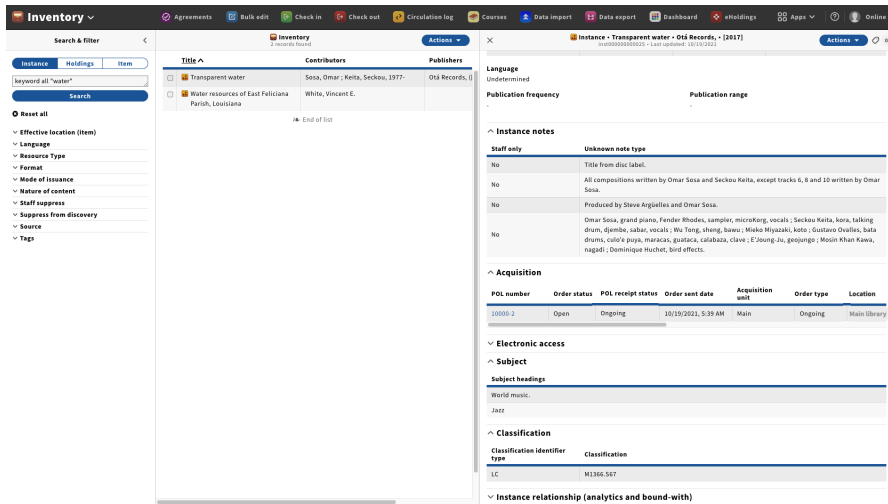 Inventory
Agreements
Bulk edit
Check in
Check out
Circulation log
Courses
Data import
Data export
Dashboard
eHoldings
Apps
Online
Search & filter
Instance
Holdings
Item
keyword all "water"
Search
Reset all
Effective location (item)
Language
Resource Type
Format
Mode of issuance
Nature of content
Staff suppress
Suppress from discovery
Source
Tags
Inventory
2 records found
Actions
Title
Contributors
Publishers
Transparent water
Sosa, Omar ; Keita, Seckou, 1977-
Otá Records, (
Water resources of East Feliciana
Parish, Louisiana
White, Vincent E.
End of list
Instance • Transparent water • Otá Records, • [2017]
Last updated: 10/19/2021
Actions
Language
Undetermined
Publication frequency
Publication range
-
-
Instance notes
Staff only
Unknown note type
No
Title from disc label.
No
All compositions written by Omar Sosa and Seckou Keita, except tracks 6, 8 and 10 written by Omar
Sosa.
No
Produced by Steve Argüelles and Omar Sosa.
No
Omar Sosa, grand piano, Fender Rhodes, sampler, microKorg, vocals ; Seckou Keita, kora, talking
drum, djembe, sabar, vocals ; Wu Tong, sheng, bawu ; Mieko Miyazaki, koto ; Gustavo Ovalles, bata
drums, culo'e puya, maracas, guataca, calabaza, clave ; E'Joung-Ju, geojungo ; Mosin Khan Kawa,
nagadi ; Dominique Huchet, bird effects.
Acquisition
POL number
Order status
POL receipt status
Order sent date
Acquisition
unit
Order type
Location
10000-2
Open
Ongoing
10/19/2021, 5:39 AM
Main
Ongoing
Main library
Electronic access
Subject
Subject headings
World music.
Jazz
Classification
Classification identifier
type
Classification
LC
M1366.S67
Instance relationship (analytics and bound-with)